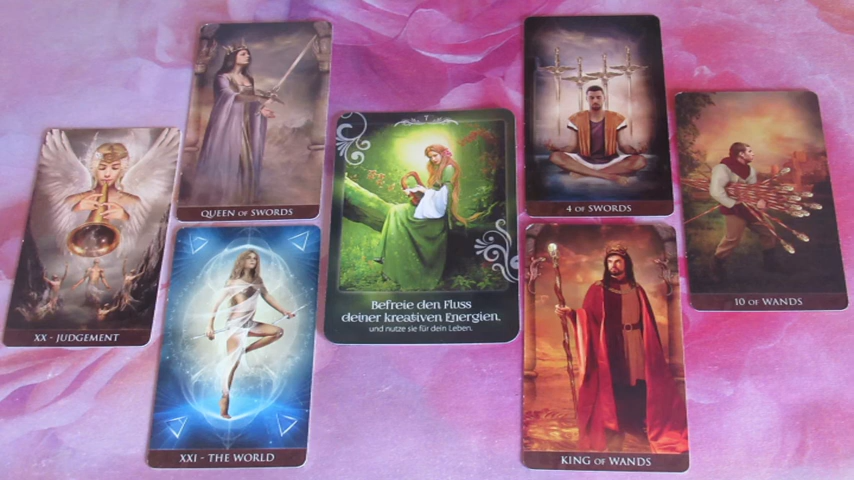 QUEEN OF SWORDS
4 OF SWORDS
XX - JUDGEMENT
Befreie den Fluss
deiner kreativen Energien,
und nutze sie für dein Leben.
10 OF WANDS
XXI - THE WORLD
KING OF WANDS